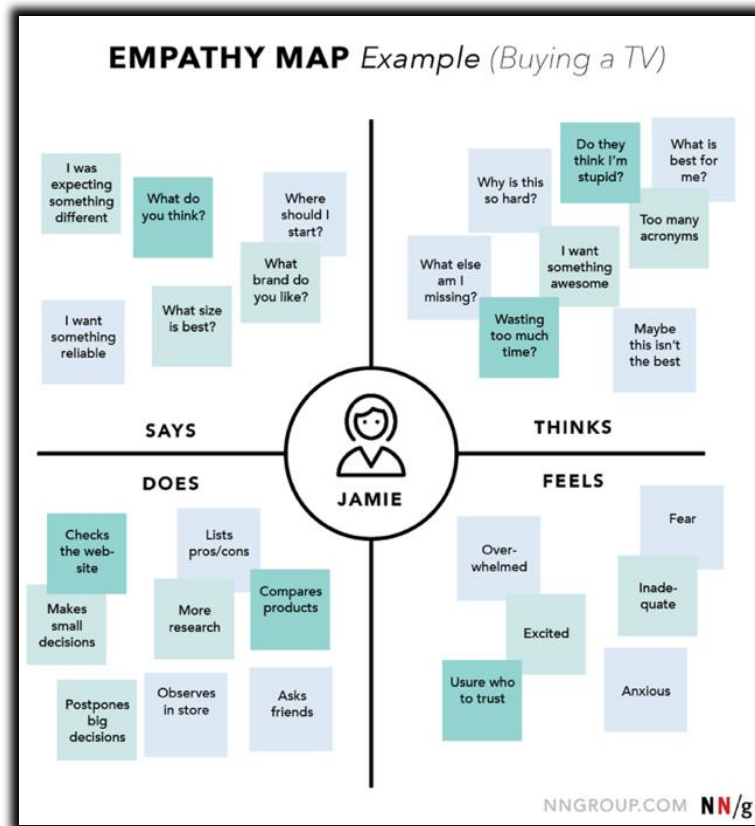 EMPATHY MAP Example (Buying a TV)
I was
expecting
something
different
What do
you think?
Where
should I
start?
What
brand do
you like?
What size
is best?
I want
something
reliable
SAYS
Do they
think I'm
stupid?
What is
best for
me?
Why is this
so hard?
Too many
acronyms
I want
something
awesome
What else
am I
missing?
Wasting
too much
time?
Maybe
this isn't
the best
THINKS
JAMIE
DOES
Checks
the web-
site
Lists
pros/cons
Makes
small
decisions
More
research
Compares
products
Postpones
big
decisions
Observes
in store
Asks
friends
FEELS
Fear
Over-
whelmed
Inade-
quate
Excited
Usure who
to trust
Anxious
NNGROUP.COM NN/g